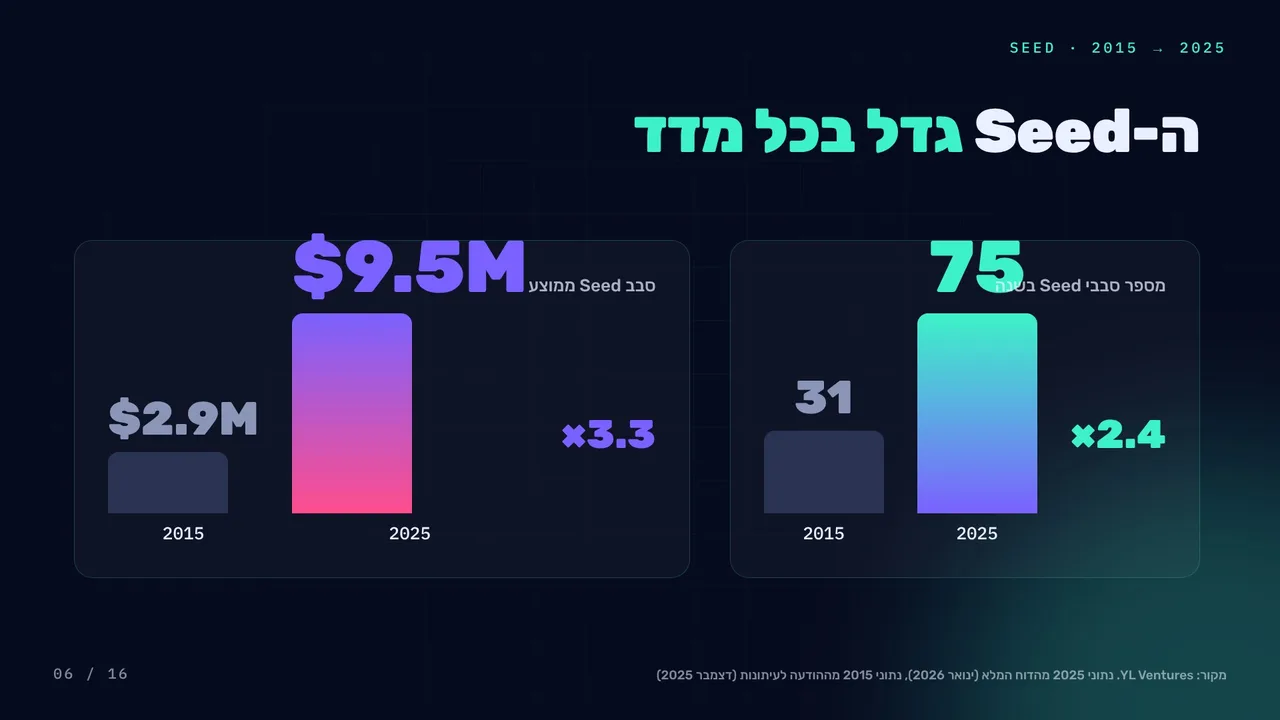 SEED · 2015 → 2025
ה-Seed גדל בכל מדד
מספר סבבי Seed בשנה
75
31
×2.4
2025
2015
סבב Seed ממוצע
$9.5M
$2.9M
×3.3
2025
2015
מקור: YL Ventures. נתוני 2025 מהדוח המלא (ינואר 2026), נתוני 2015 מההודעה לעיתונות (דצמבר 2025)
06 / 16